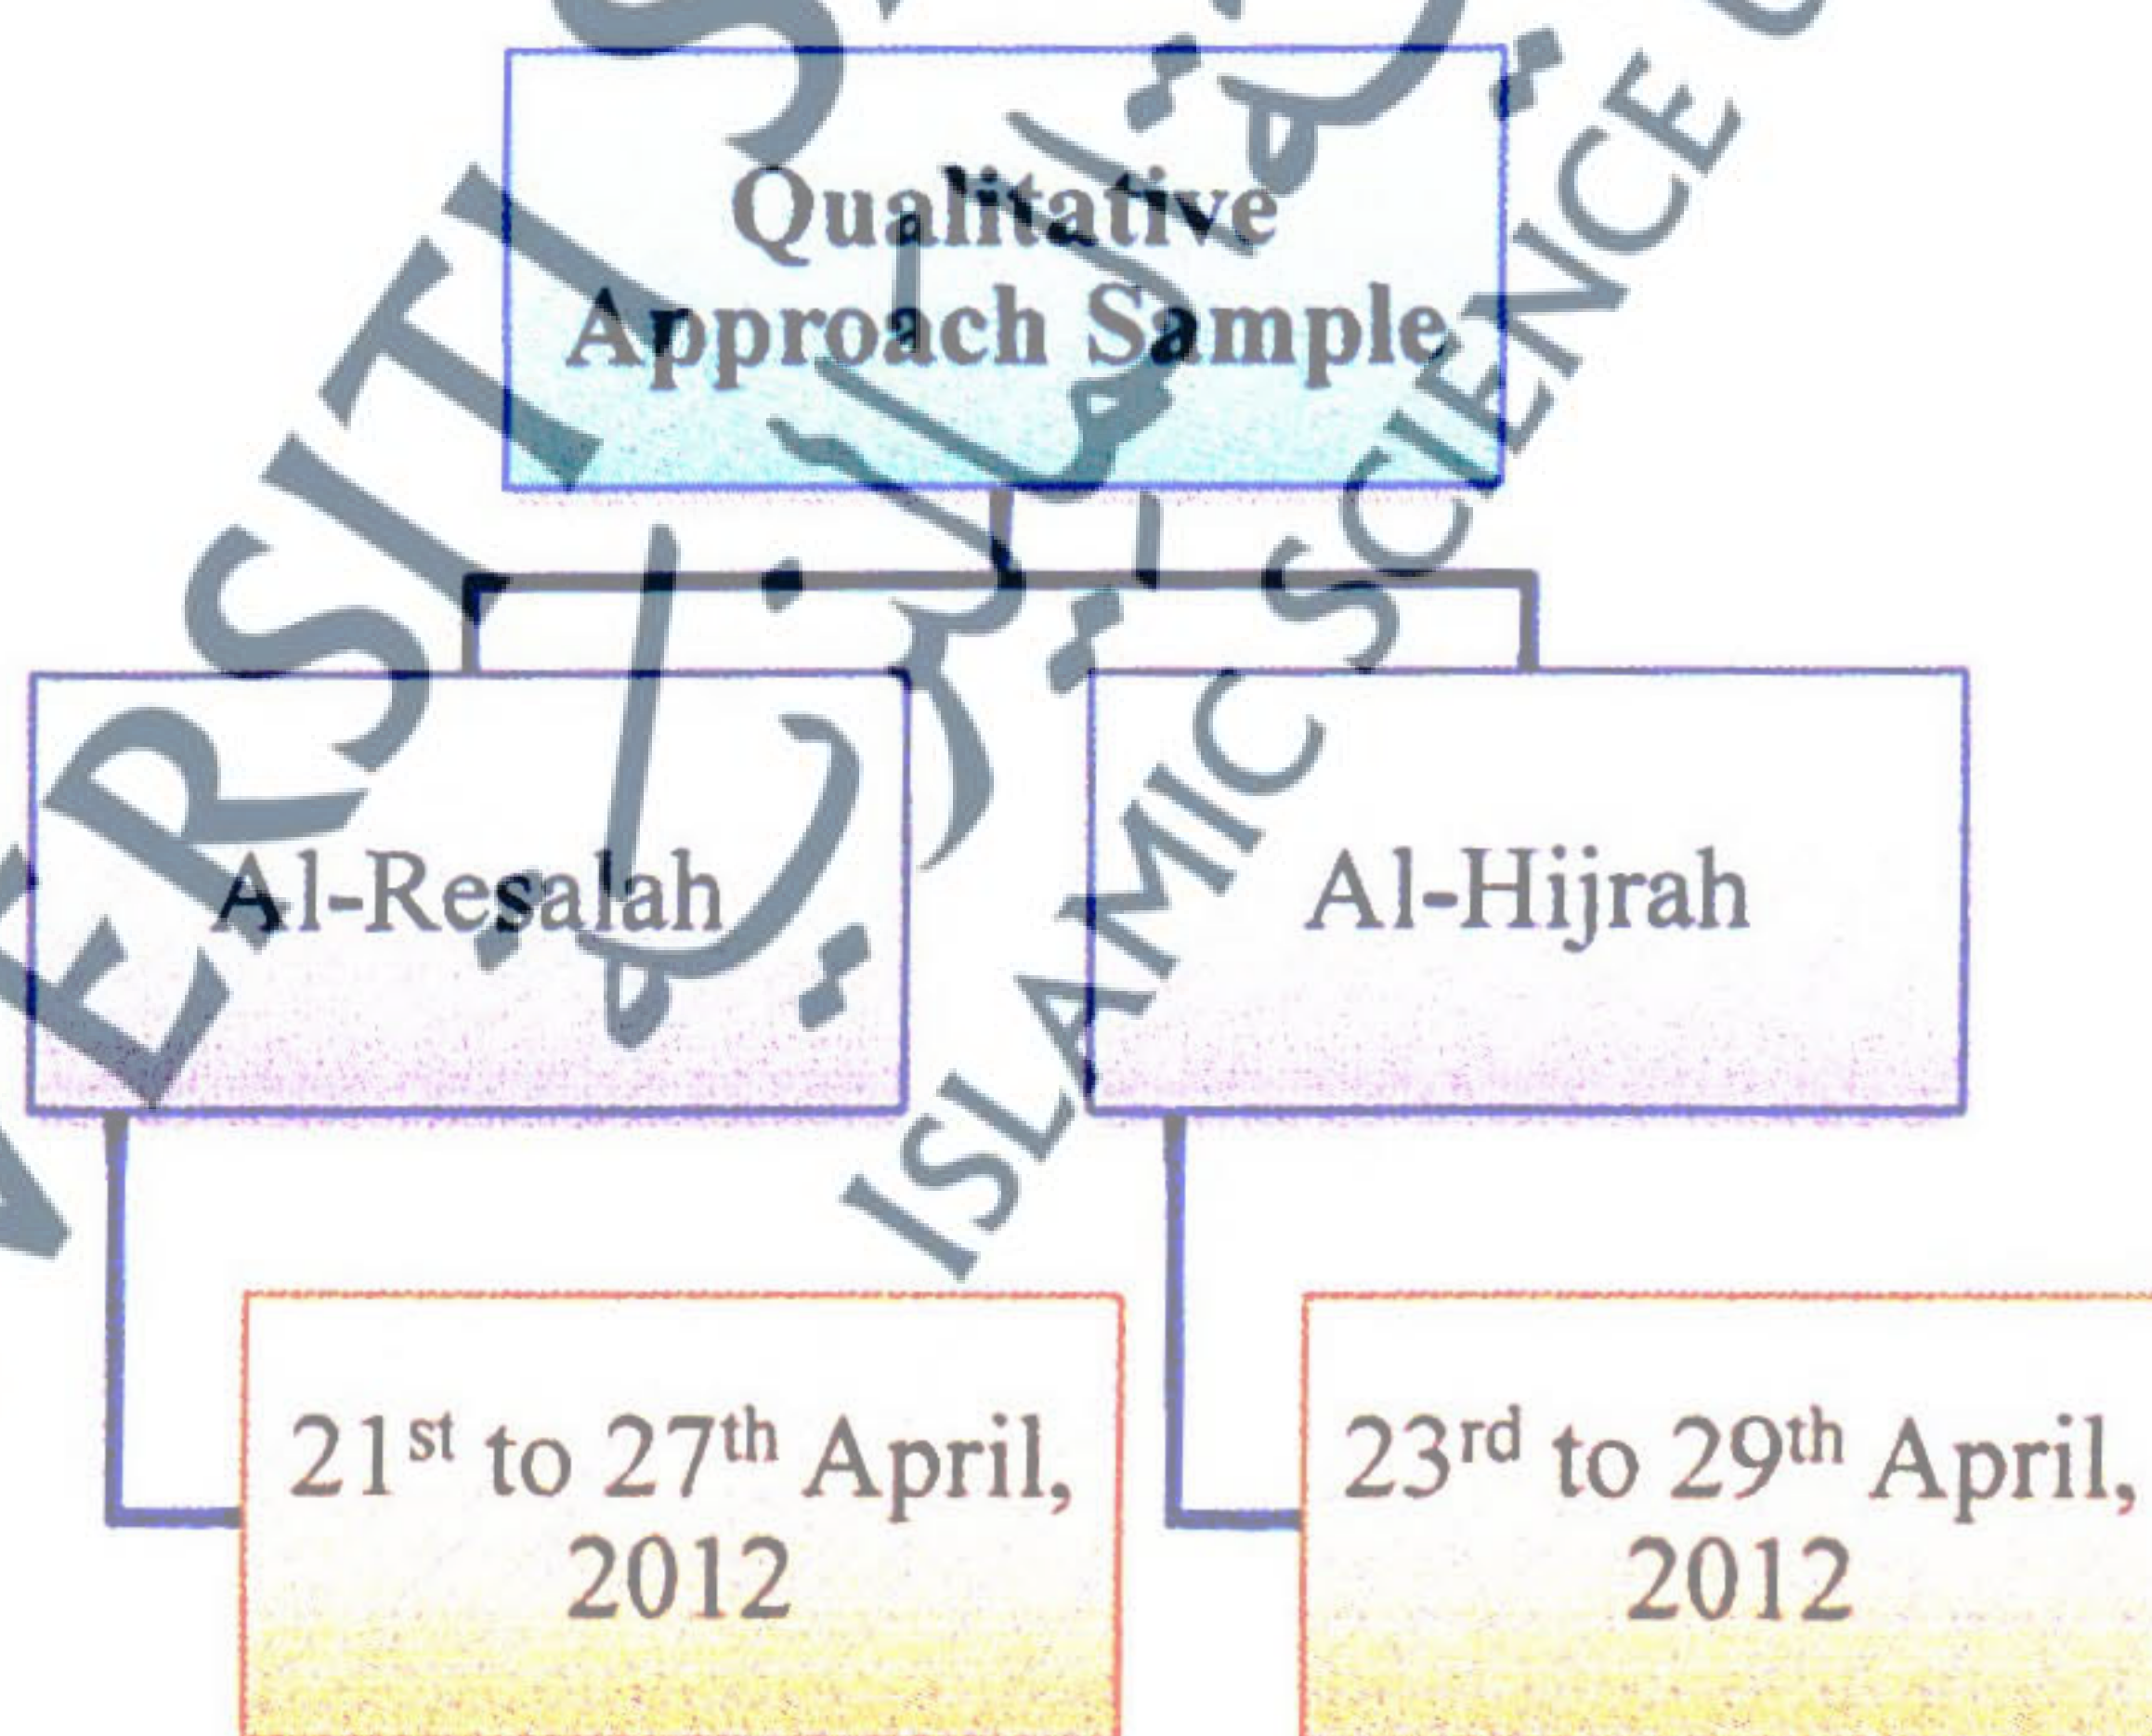 Qualitative
Approach Sample
Al-Resalah
Al-Hijrah
21st to 27th April,
2012
23rd to 29th April,
2012
ISLAMIC SCIENCE